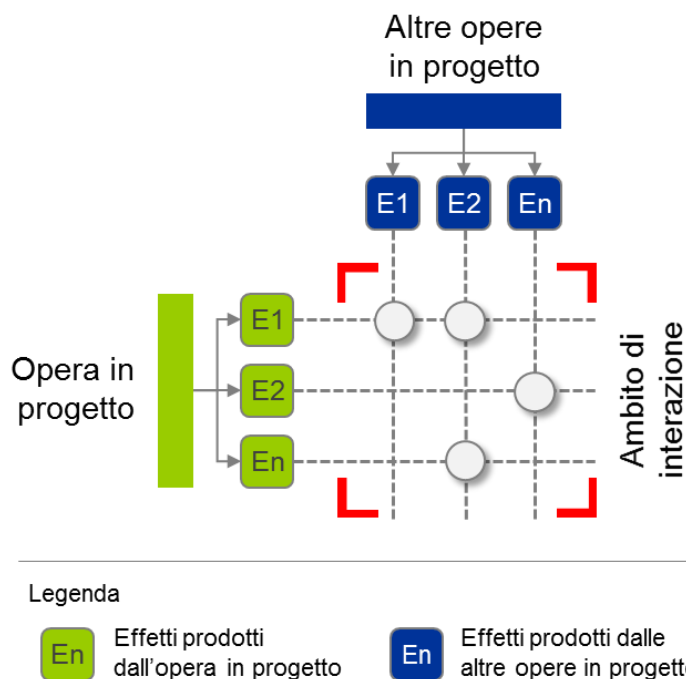 Altre opere
in progetto
E1 E2 En
E1
Opera in
progetto
E2
En
Ambito di
interazione
Legenda
En
Effetti prodotti
dall'opera in progetto
En
Effetti prodotti dalle
altre opere in progetto